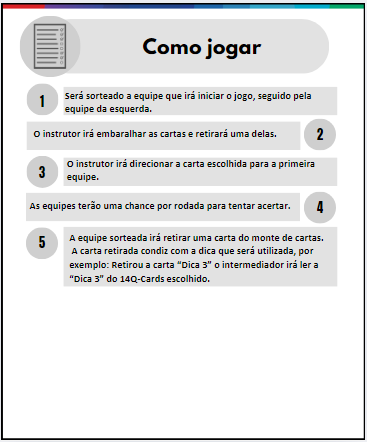 Como jogar
1
Será sorteado a equipe que irá iniciar o jogo, seguido pela
equipe da esquerda.
O instrutor irá embaralhar as cartas e retirará uma delas.
2
3
O instrutor irá direcionar a carta escolhida para a primeira
equipe.
As equipes terão uma chance por rodada para tentar acertar.
4
5
A equipe sorteada irá retirar uma carta do monte de cartas.
A carta retirada condiz com a dica que será utilizada, por
exemplo: Retirou a carta “Dica 3” o intermediador irá ler a
“Dica 3” do 14Q-Cards escolhido.